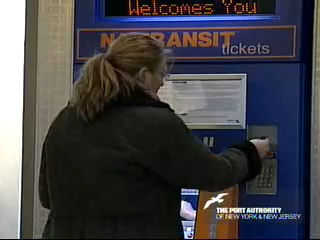 Welcomes You
NJ TRANSIT tickets
THE PORT AUTHORITY
OF NEW YORK & NEW JERSEY